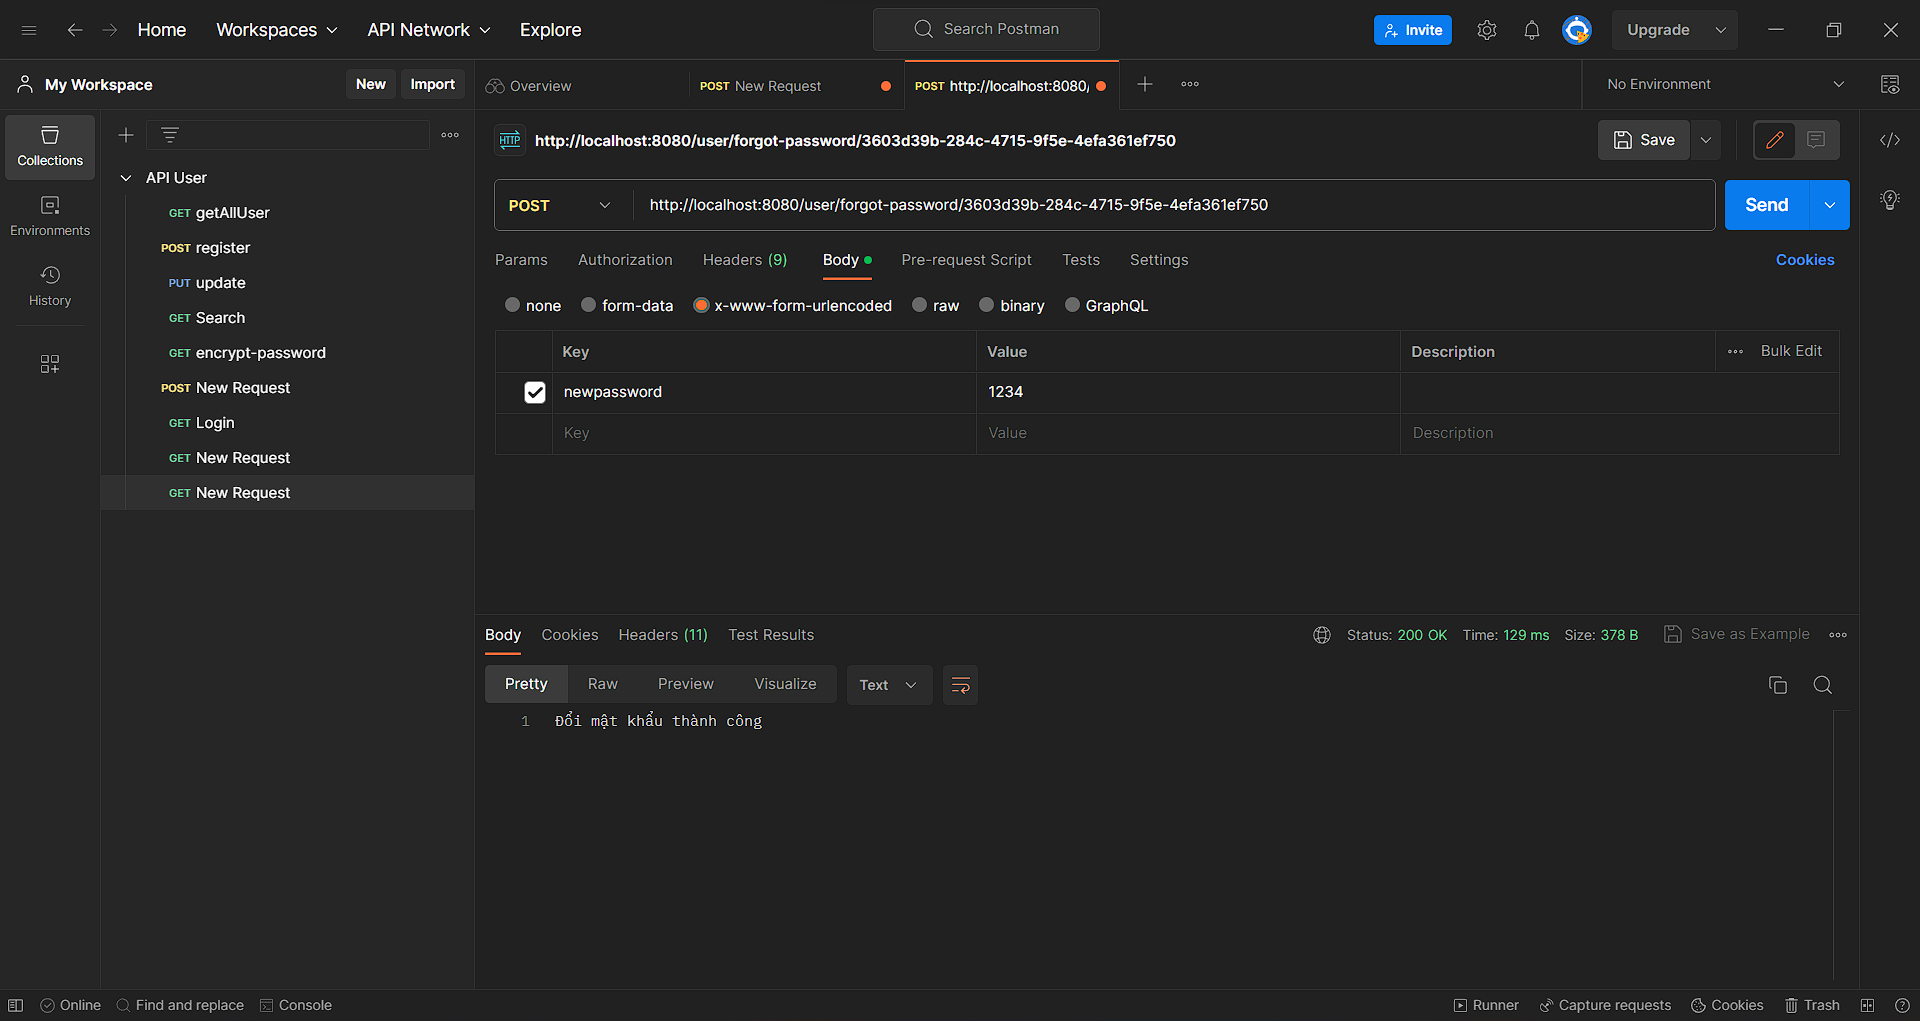 Home Workspaces API Network Explore Search Postman Invite Upgrade
My Workspace New Import Overview POST New Request POST http://localhost:8080/ No Environment
Collections
Environments
History
API User
GET getAllUser
POST register
PUT update
GET Search
GET encrypt-password
POST New Request
GET Login
GET New Request
GET New Request
HTTP http://localhost:8080/user/forgot-password/3603d39b-284c-4715-9f5e-4efa361ef750 Save
POST http://localhost:8080/user/forgot-password/3603d39b-284c-4715-9f5e-4efa361ef750 Send
Params Authorization Headers (9) Body Pre-request Script Tests Settings Cookies
none form-data x-www-form-urlencoded raw binary GraphQL
Key Value Description Bulk Edit
newpassword 1234
Key Value Description
Body Cookies Headers (11) Test Results Status: 200 OK Time: 129 ms Size: 378 B Save as Example
Pretty Raw Preview Visualize Text
1 Đổi mật khẩu thành công
Online Find and replace Console Runner Capture requests Cookies Trash